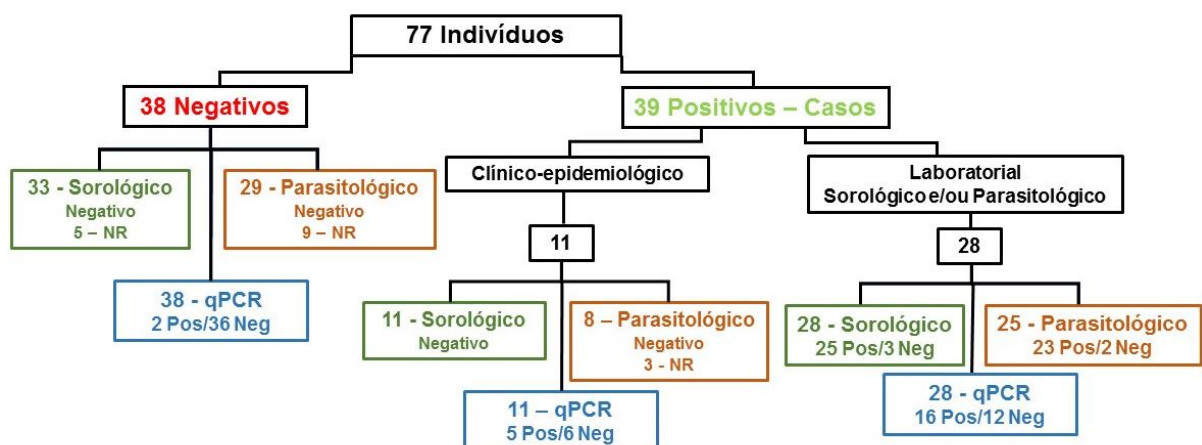 77 Indivíduos
38 Negativos
39 Positivos – Casos
33 - Sorológico
Negativo
5 – NR
29 - Parasitológico
Negativo
9 – NR
38 - qPCR
2 Pos/36 Neg
Clínico-epidemiológico
11
11 - Sorológico
Negativo
8 – Parasitológico
Negativo
3 - NR
11 – qPCR
5 Pos/6 Neg
Laboratorial
Sorológico e/ou Parasitológico
28
28 - Sorológico
25 Pos/3 Neg
25 - Parasitológico
23 Pos/2 Neg
28 - qPCR
16 Pos/12 Neg